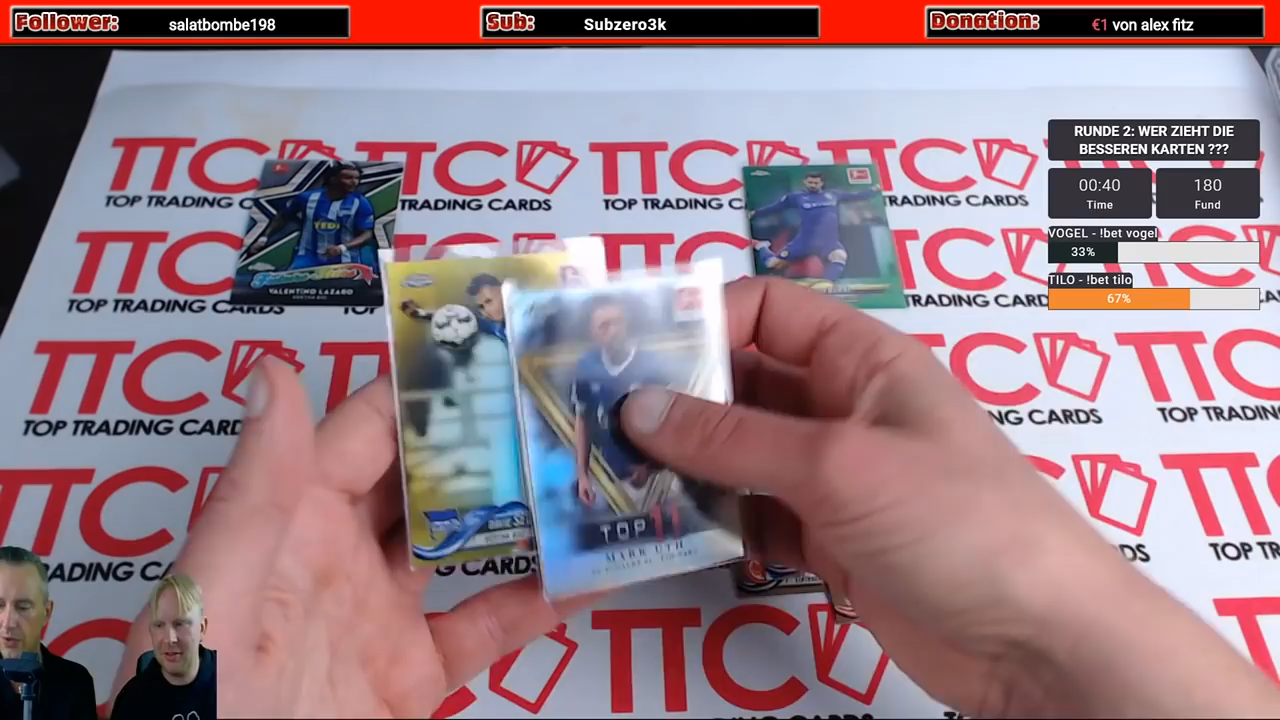 Follower:
salatbombe198
Sub:
Subzero3k
Donation:
€1 von alex fitz
RUNDE 2: WER ZIEHT DIE
BESSEREN KARTEN ???
00:40
Time
180
Fund
VOGEL - !bet vogel
33%
TILO - !bet tilo
67%
TTC
TOP TRADING CARDS
VALENTINO LAZARO
HERTHA BSC
TOP 11
MARK UTH